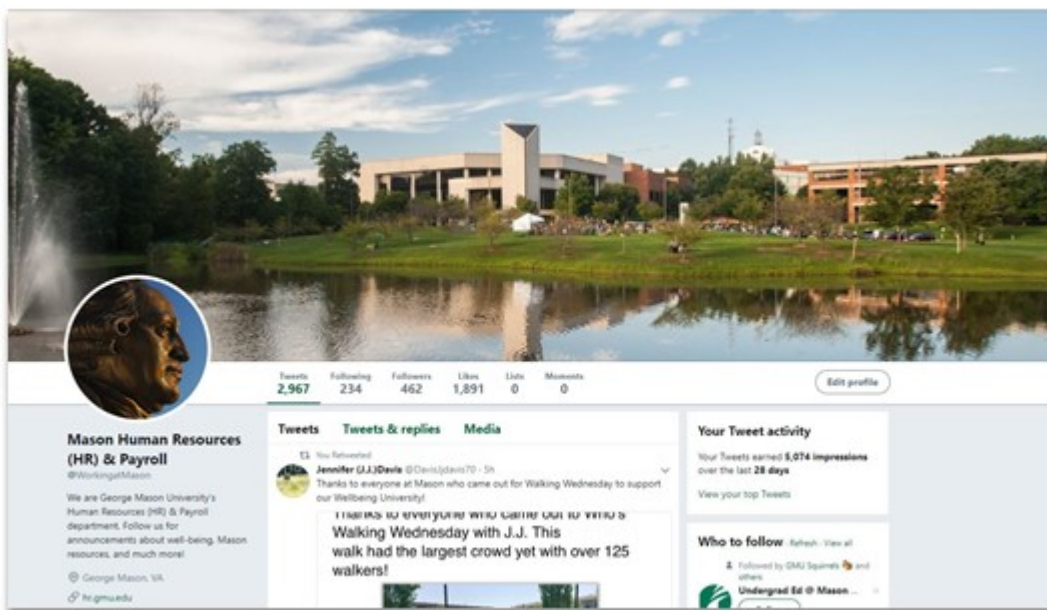 Tweets Following Followers Likes Lists Moments
2,967 234 462 1,891 0 0
Edit profile
Mason Human Resources
(HR) & Payroll
@WorkingatMason
We are George Mason University's
Human Resources (HR) & Payroll
department. Follow us for
announcements about well-being, Mason
resources, and much more!
George Mason, VA
hr.gmu.edu
Tweets Tweets & replies Media
You Retweeted
Jennifer (J.J.)Davis @DavisJjdavis70 · 5h
Thanks to everyone at Mason who came out for Walking Wednesday to support
our Wellbeing University!
Thanks to everyone who came out to Who's
Walking Wednesday with J.J. This
walk had the largest crowd yet with over 125
walkers!
Your Tweet activity
Your Tweets earned 5,074 impressions
over the last 28 days
View your top Tweets
Who to follow Refresh · View all
Followed by GMU Squirrels and
others
Undergrad Ed @ Mason ...